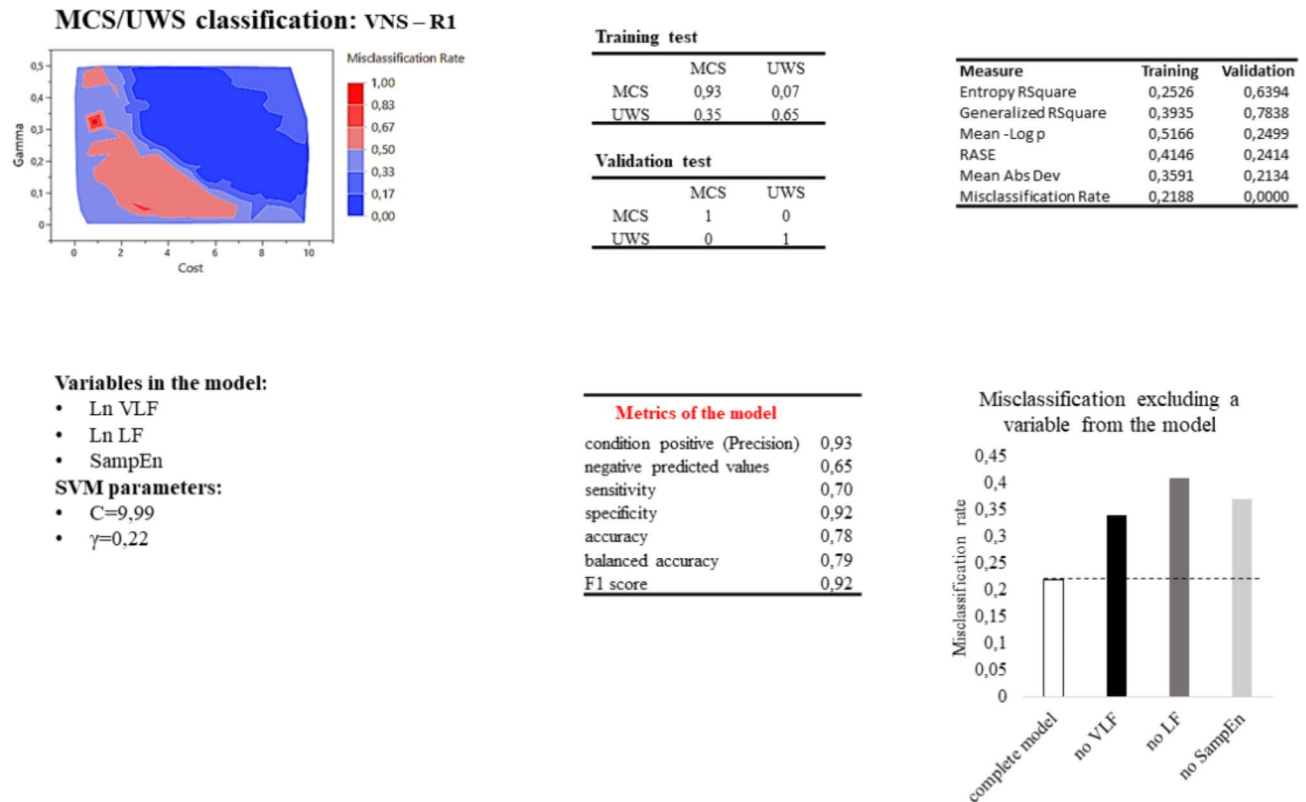 MCS/UWS classification: VNS – R1
Misclassification Rate
1,00
0,83
0,67
0,50
0,33
0,17
0,00
Gamma
0,5
0,4
0,3
0,2
0,1
0
0 2 4 6 8 10
Cost
Training test
MCS UWS
MCS 0,93 0,07
UWS 0,35 0,65
Validation test
MCS UWS
MCS 1 0
UWS 0 1
Measure Training Validation
Entropy RSquare 0,2526 0,6394
Generalized RSquare 0,3935 0,7838
Mean -Log p 0,5166 0,2499
RASE 0,4146 0,2414
Mean Abs Dev 0,3591 0,2134
Misclassification Rate 0,2188 0,0000
Variables in the model:
• Ln VLF
• Ln LF
• SampEn
SVM parameters:
• C=9,99
• γ=0,22
Metrics of the model
condition positive (Precision) 0,93
negative predicted values 0,65
sensitivity 0,70
specificity 0,92
accuracy 0,78
balanced accuracy 0,79
F1 score 0,92
Misclassification excluding a
variable from the model
Misclassification rate
0,45
0,4
0,35
0,3
0,25
0,2
0,15
0,1
0,05
0
complete model
no VLF
no LF
no SampEn